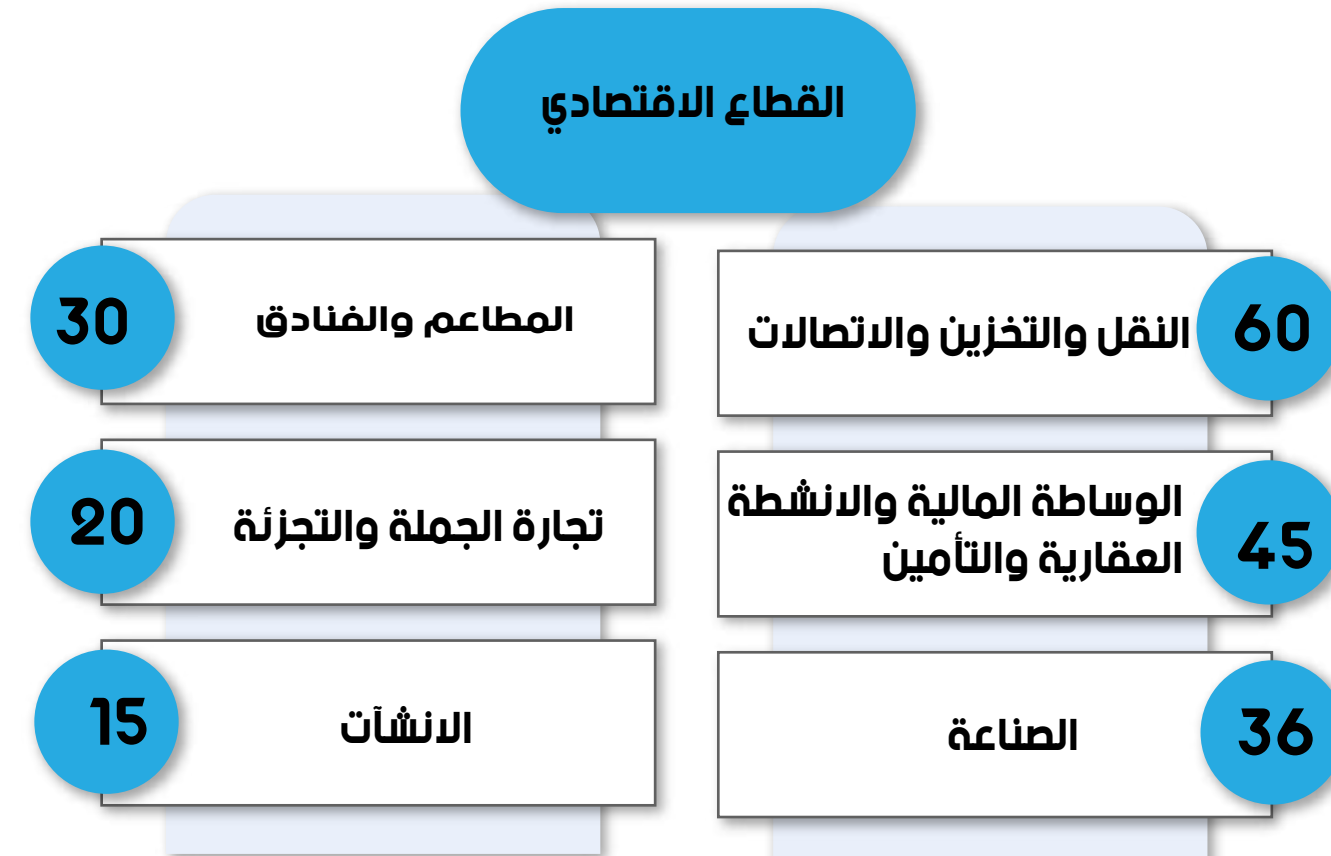 القطاع الاقتصادي
60
النقل والتخزين والاتصالات
45
الوساطة المالية والانشطة
العقارية والتأمين
36
الصناعة
30
المطاعم والفنادق
20
تجارة الجملة والتجزئة
15
الانشآت